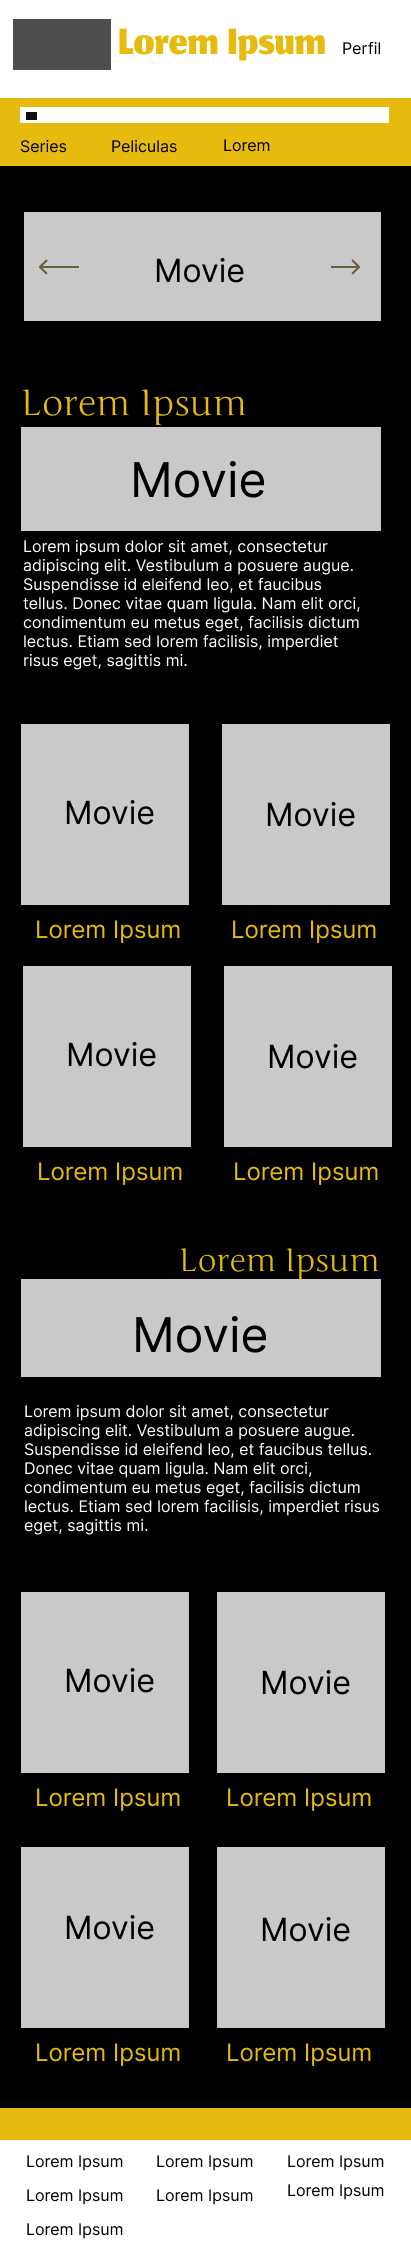 Lorem Ipsum
Perfil
Series Peliculas Lorem
Movie
Lorem Ipsum
Movie
Lorem ipsum dolor sit amet, consectetur
adipiscing elit. Vestibulum a posuere augue.
Suspendisse id eleifend leo, et faucibus
tellus. Donec vitae quam ligula. Nam elit orci,
condimentum eu metus eget, facilisis dictum
lectus. Etiam sed lorem facilisis, imperdiet
risus eget, sagittis mi.
Movie Movie
Lorem Ipsum Lorem Ipsum
Movie Movie
Lorem Ipsum Lorem Ipsum
Lorem Ipsum
Movie
Lorem ipsum dolor sit amet, consectetur
adipiscing elit. Vestibulum a posuere augue.
Suspendisse id eleifend leo, et faucibus tellus.
Donec vitae quam ligula. Nam elit orci,
condimentum eu metus eget, facilisis dictum
lectus. Etiam sed lorem facilisis, imperdiet risus
eget, sagittis mi.
Movie Movie
Lorem Ipsum Lorem Ipsum
Movie Movie
Lorem Ipsum Lorem Ipsum
Lorem Ipsum Lorem Ipsum Lorem Ipsum
Lorem Ipsum Lorem Ipsum Lorem Ipsum
Lorem Ipsum